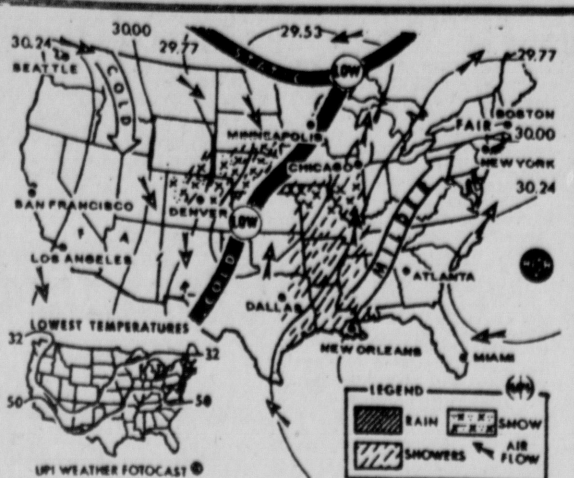 29.53
30.00
30.24
29.77
29.77
SEATTLE
COLD
LOW
MINNEAPOLIS
BOSTON
FAIR
30.00
CHICAGO
NEW YORK
30.24
SAN FRANCISCO
DENVER
LOW
MILDER
F A
LOS ANGELES
COLD
ATLANTA
DALLAS
LOWEST TEMPERATURES
NEW ORLEANS
MIAMI
32
32
50
50
LEGEND
RAIN
SNOW
SHOWERS
AIR
FLOW
UPI WEATHER FOTOCAST ©